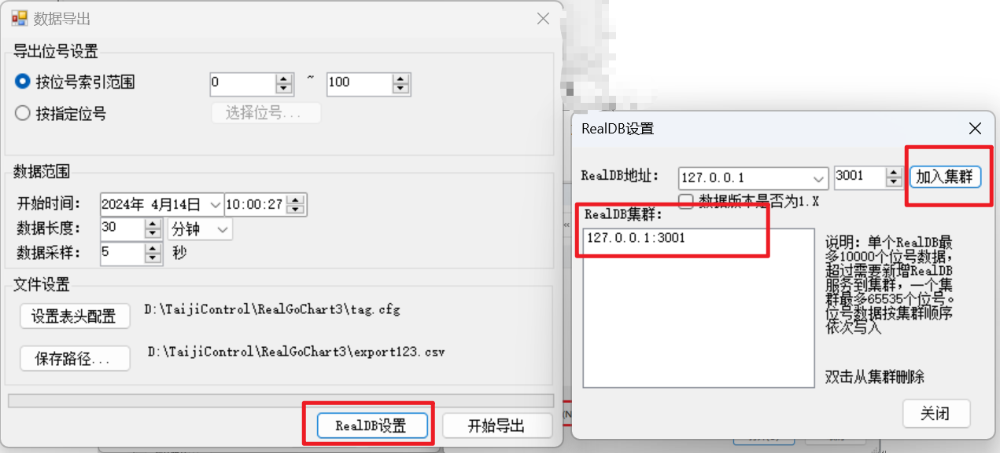 数据导出
导出位号设置
按位号索引范围 0 ~ 100
按指定位号 选择位号...
数据范围
开始时间: 2024年 4月14日 10:00:27
数据长度: 30 分钟
数据采样: 5 秒
文件设置
设置表头配置 D:\TaijiControl\RealGoChart3\tag.cfg
保存路径... D:\TaijiControl\RealGoChart3\export123.csv
RealDB设置 开始导出
RealDB设置
RealDB地址: 127.0.0.1 3001 加入集群
数据版本是否为1.X
RealDB集群:
127.0.0.1:3001
说明: 单个RealDB最
多10000个位号数据,
超过需要新增RealDB
服务到集群, 一个集
群最多65535个位号。
位号数据按集群顺序
依次写入
双击从集群删除
关闭